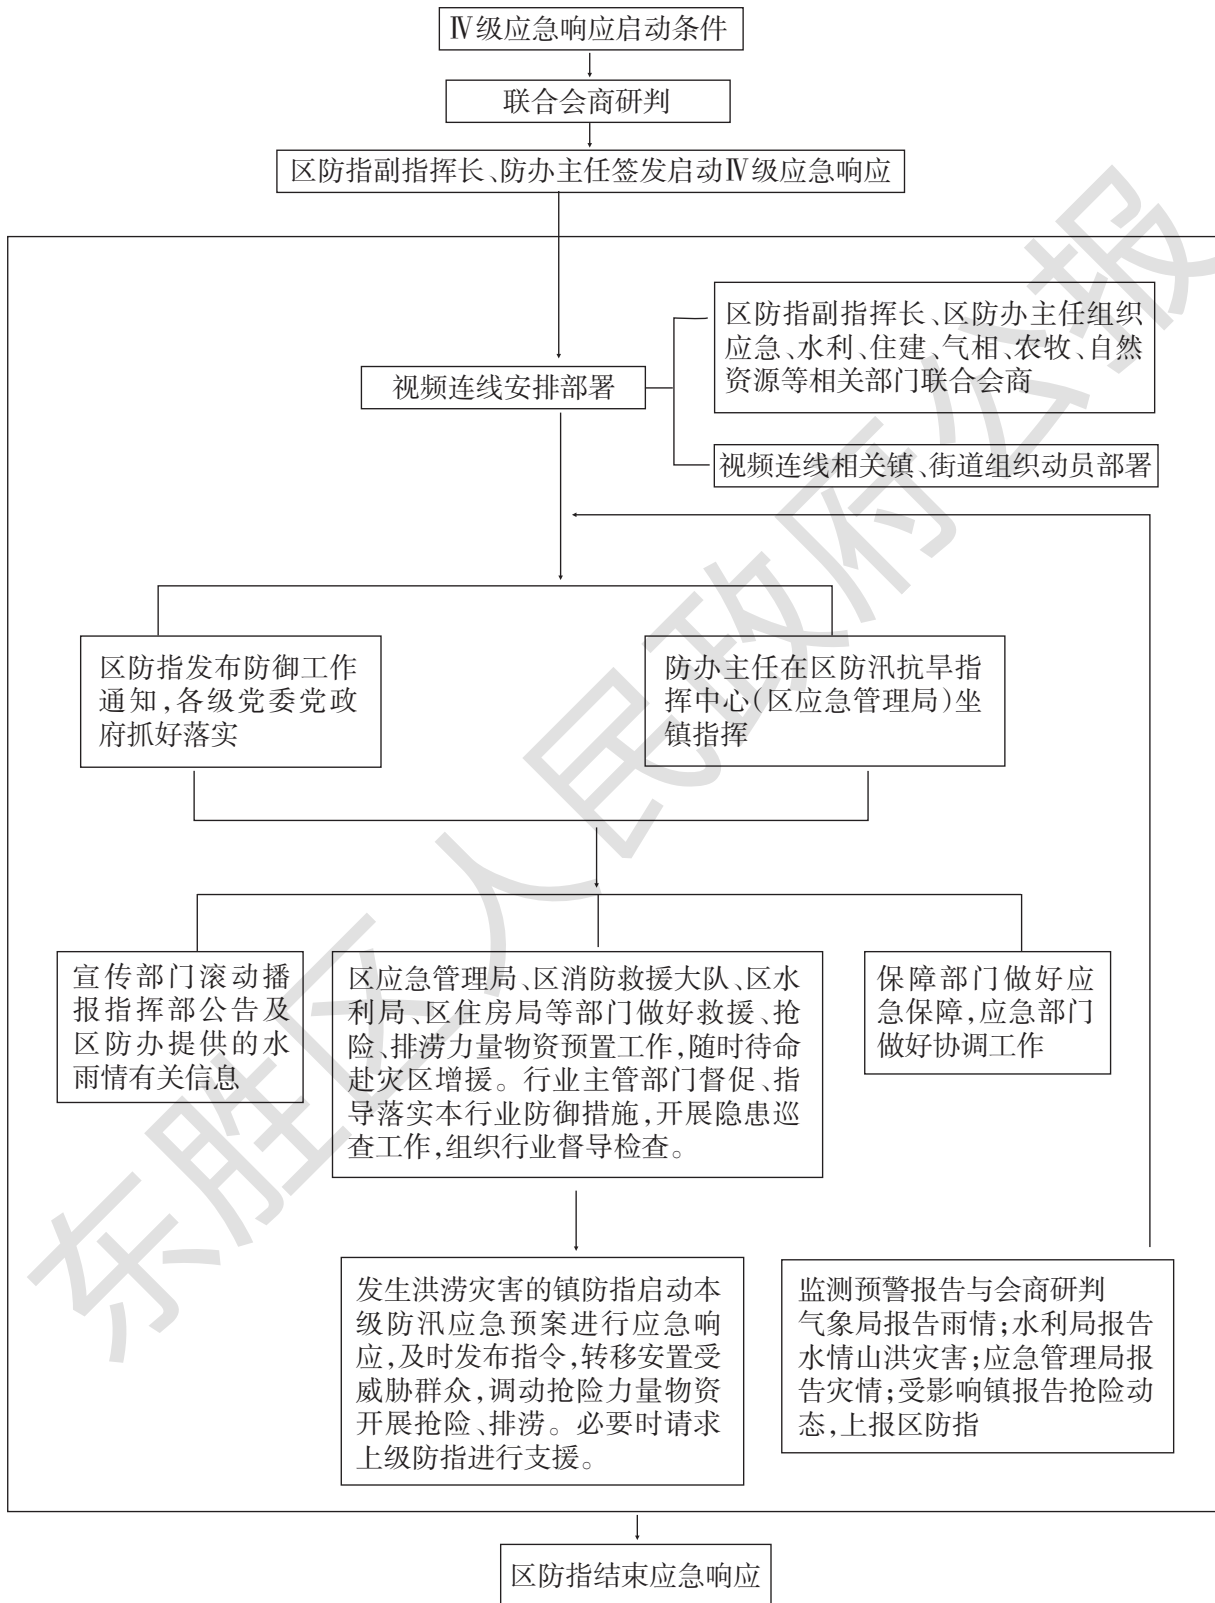 Ⅳ级应急响应启动条件
联合会商研判
区防指副指挥长、防办主任签发启动Ⅳ级应急响应
区防指副指挥长、区防办主任组织
应急、水利、住建、气相、农牧、自然
资源等相关部门联合会商
视频连线安排部署
视频连线相关镇、街道组织动员部署
区防指发布防御工作
通知,各级党委党政
府抓好落实
防办主任在区防汛抗旱指
挥中心(区应急管理局)坐
镇指挥
宣传部门滚动播
报指挥部公告及
区防办提供的水
雨情有关信息
区应急管理局、区消防救援大队、区水
利局、区住房局等部门做好救援、抢
险、排涝力量物资预置工作,随时待命
赴灾区增援。行业主管部门督促、指
导落实本行业防御措施,开展隐患巡
查工作,组织行业督导检查。
保障部门做好应
急保障,应急部门
做好协调工作
发生洪涝灾害的镇防指启动本
级防汛应急预案进行应急响
应,及时发布指令,转移安置受
威胁群众,调动抢险力量物资
开展抢险、排涝。必要时请求
上级防指进行支援。
监测预警报告与会商研判
气象局报告雨情;水利局报告
水情山洪灾害;应急管理局报
告灾情;受影响镇报告抢险动
态,上报区防指
区防指结束应急响应
东胜区人民政府公报